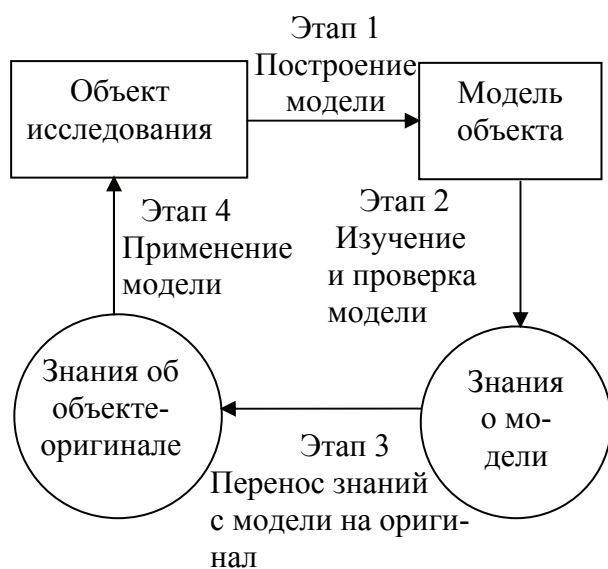 Этап 1
Построение
модели
Объект
исследования
Модель
объекта
Этап 4
Применение
модели
Этап 2
Изучение
и проверка
модели
Знания об
объекте-
оригинале
Знания
о мо-
дели
Этап 3
Перенос знаний
с модели на ориги-
нал